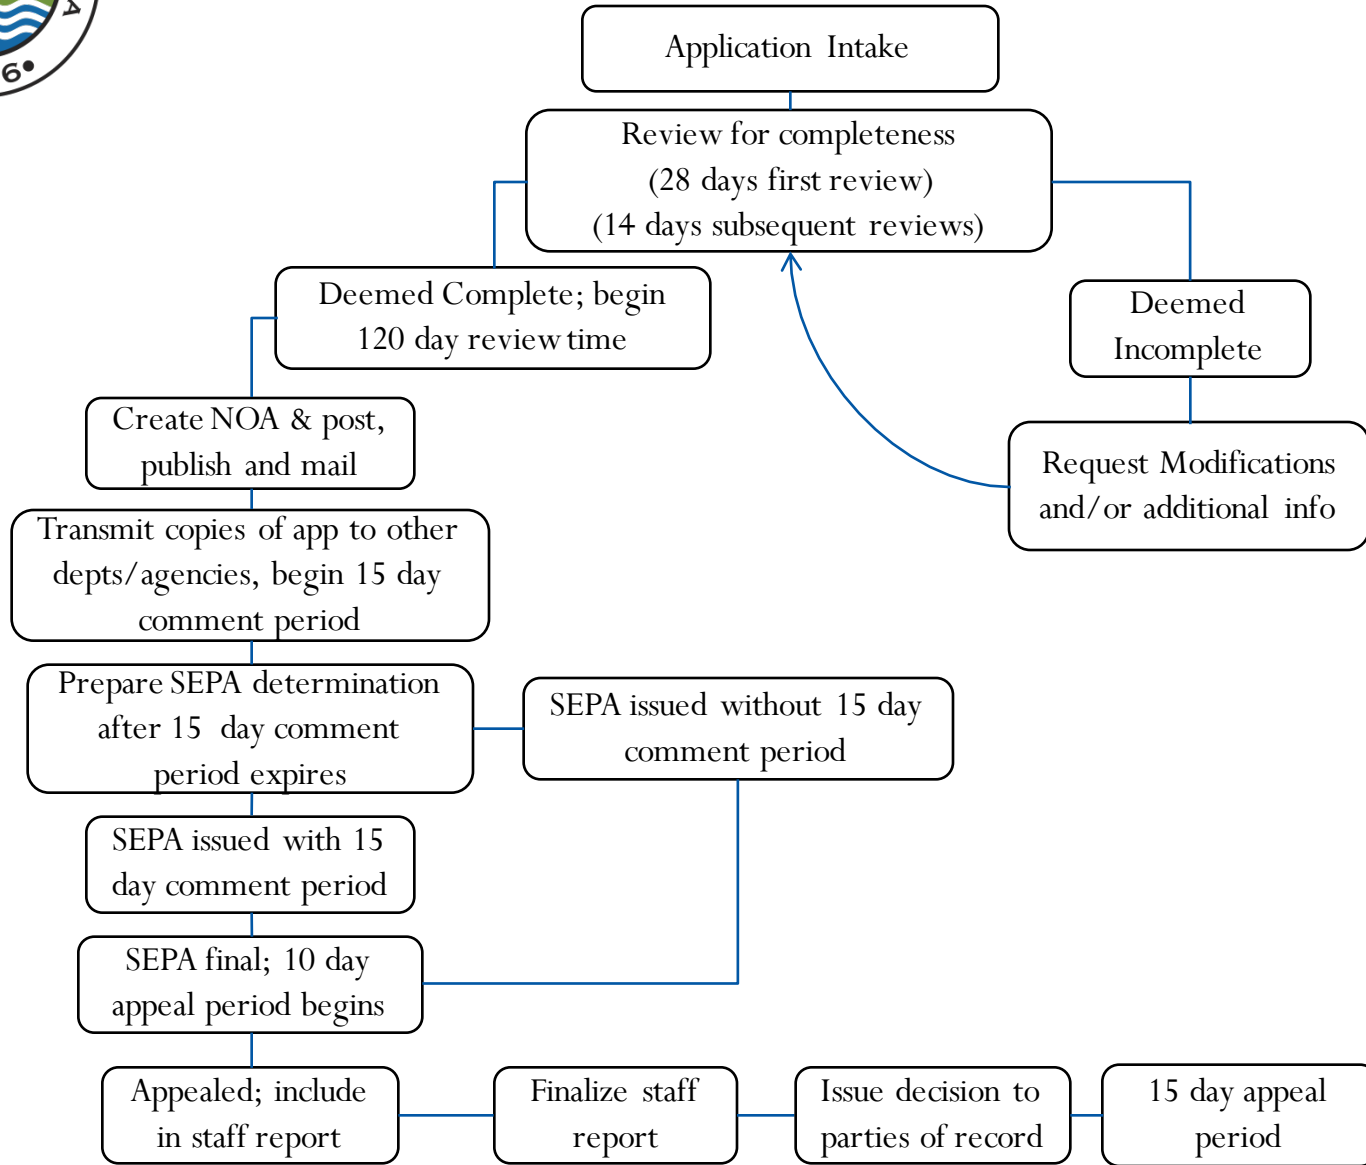 A
6•
Application Intake
Review for completeness
(28 days first review)
(14 days subsequent reviews)
Deemed Complete; begin
120 day review time
Deemed
Incomplete
Create NOA & post,
publish and mail
Request Modifications
and/or additional info
Transmit copies of app to other
depts/agencies, begin 15 day
comment period
Prepare SEPA determination
after 15 day comment
period expires
SEPA issued without 15 day
comment period
SEPA issued with 15
day comment period
SEPA final; 10 day
appeal period begins
Appealed; include
in staff report
Finalize staff
report
Issue decision to
parties of record
15 day appeal
period